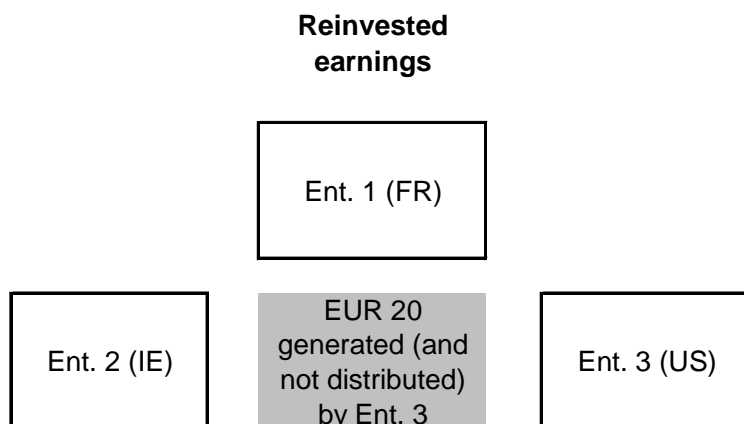 Reinvested
earnings
Ent. 1 (FR)
Ent. 2 (IE)
EUR 20
generated (and
not distributed)
by Ent. 3
Ent. 3 (US)